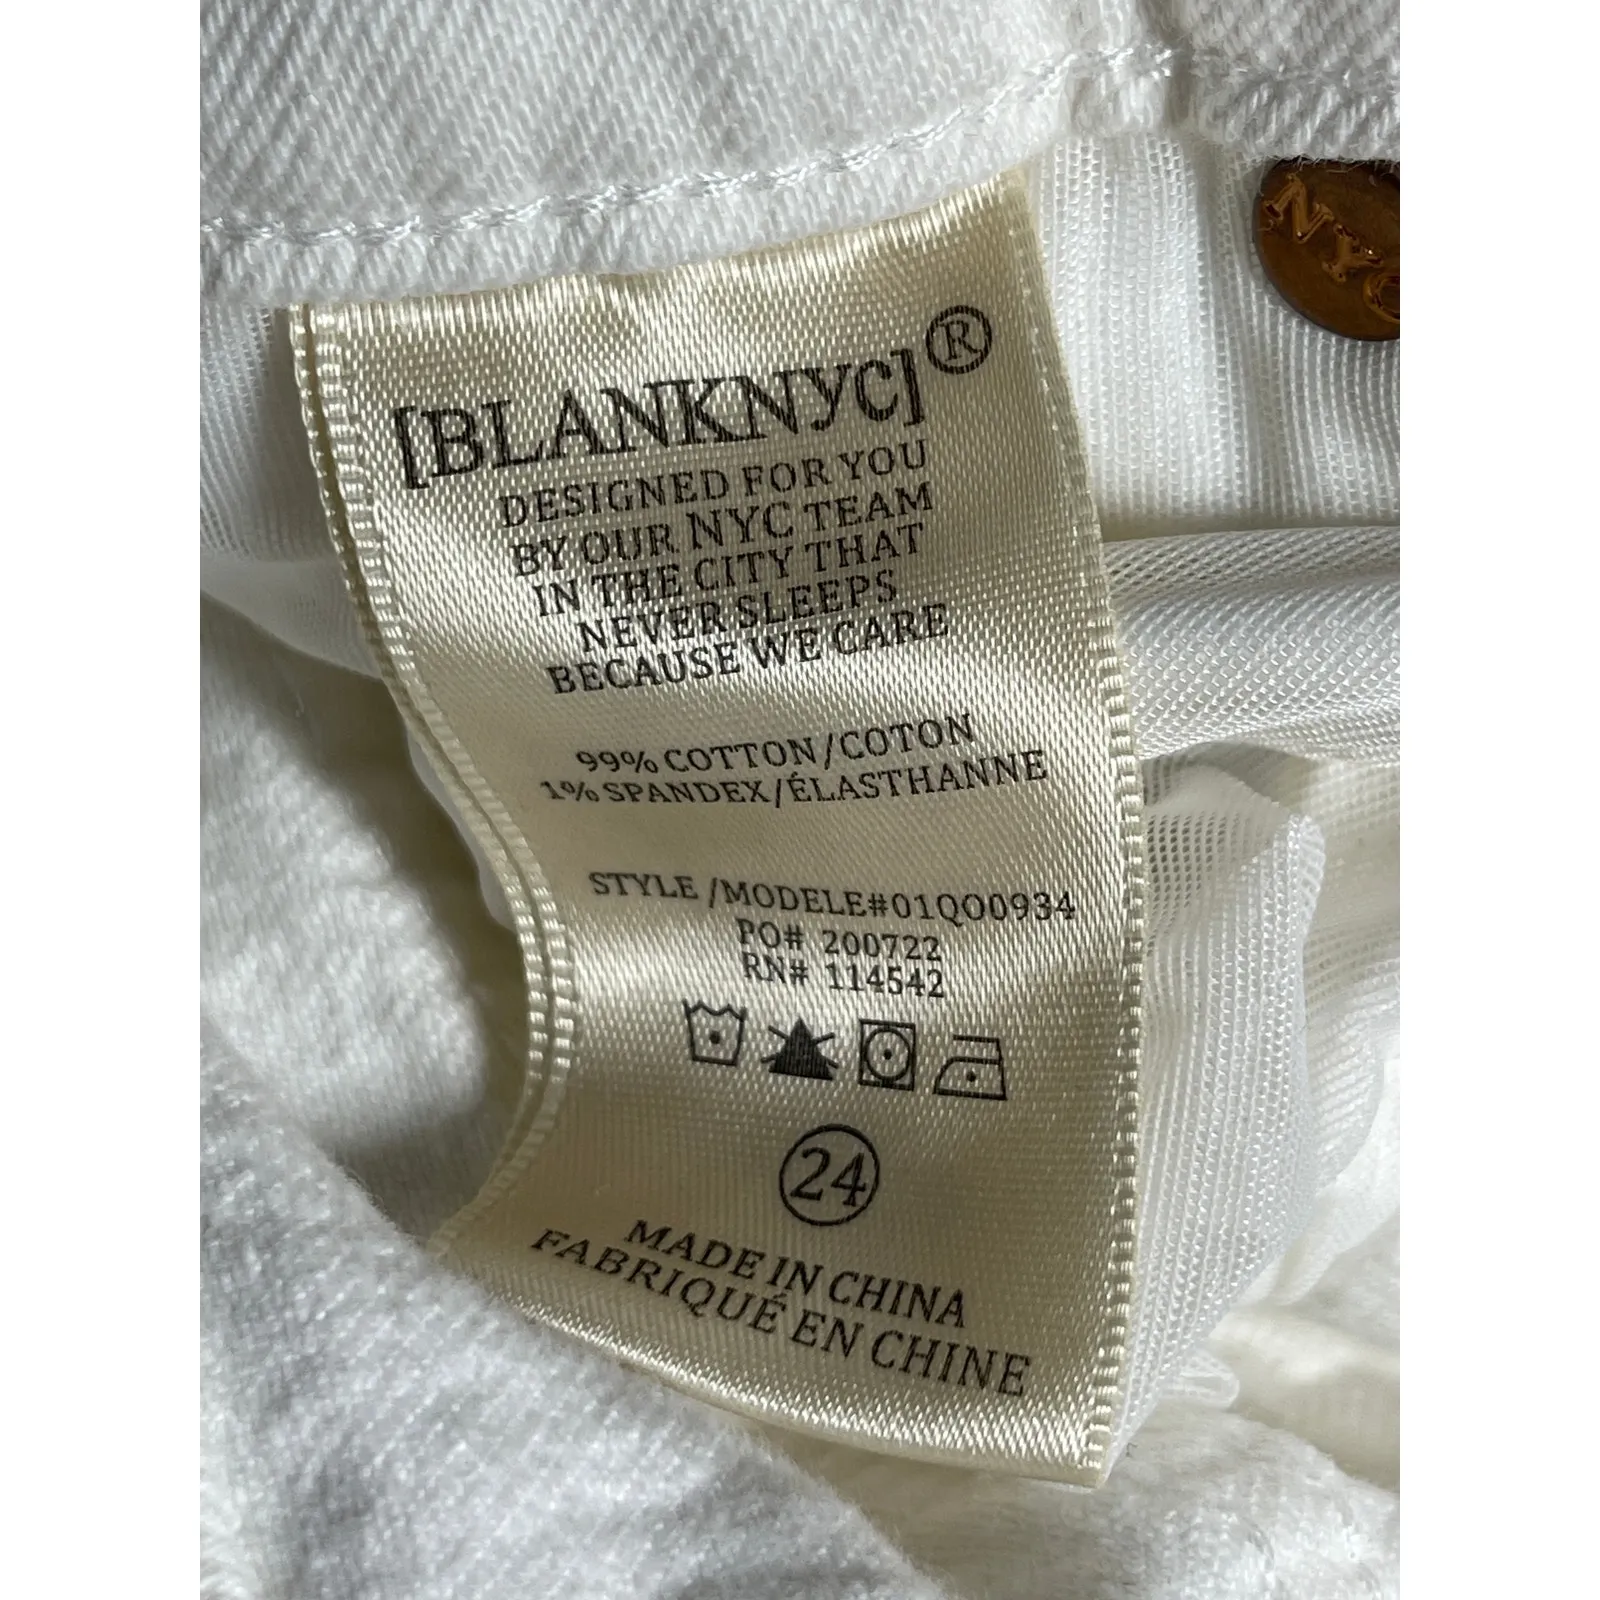 [BLANKNYC]®
DESIGNED FOR YOU
BY OUR NYC TEAM
IN THE CITY THAT
NEVER SLEEPS
BECAUSE WE CARE
99% COTTON/COTON
1% SPANDEX/ÉLASTHANNE
STYLE /MODELE#01QO0934
PO# 200722
RN# 114542
24
MADE IN CHINA
FABRIQUÉ EN CHINE
NYC